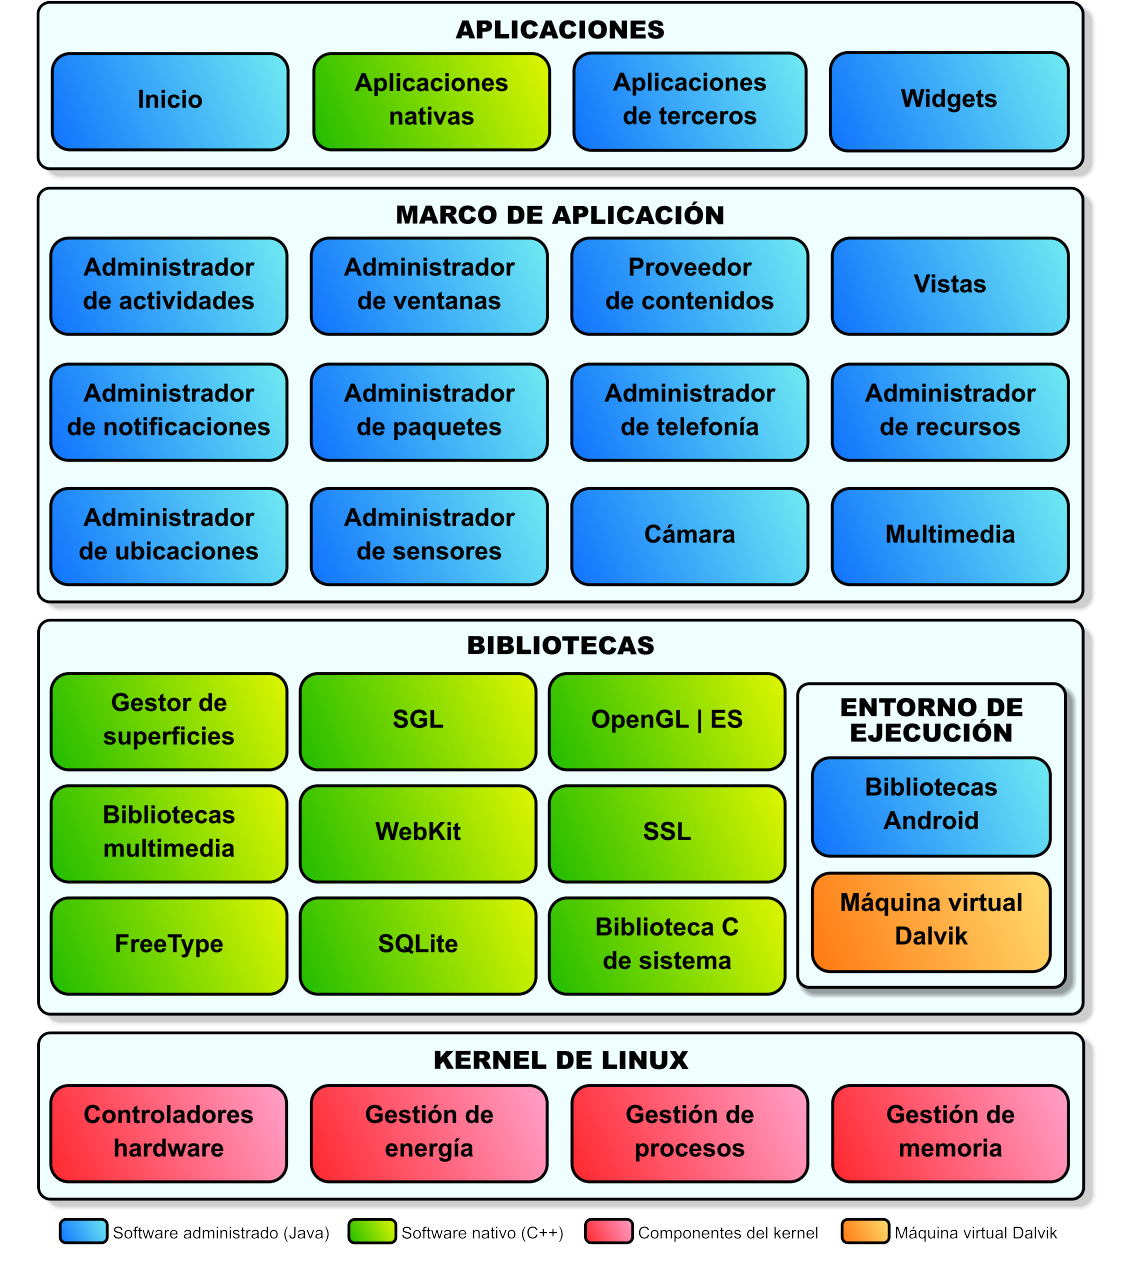 APLICACIONES
Inicio
Aplicaciones
nativas
Aplicaciones
de terceros
Widgets
MARCO DE APLICACIÓN
Administrador
de actividades
Administrador
de ventanas
Proveedor
de contenidos
Vistas
Administrador
de notificaciones
Administrador
de paquetes
Administrador
de telefonía
Administrador
de recursos
Administrador
de ubicaciones
Administrador
de sensores
Cámara
Multimedia
BIBLIOTECAS
Gestor de
superficies
SGL
OpenGL | ES
Bibliotecas
multimedia
WebKit
SSL
FreeType
SQLite
Biblioteca C
de sistema
ENTORNO DE
EJECUCIÓN
Bibliotecas
Android
Máquina virtual
Dalvik
KERNEL DE LINUX
Controladores
hardware
Gestión de
energía
Gestión de
procesos
Gestión de
memoria
Software administrado (Java)
Software nativo (C++)
Componentes del kernel
Máquina virtual Dalvik